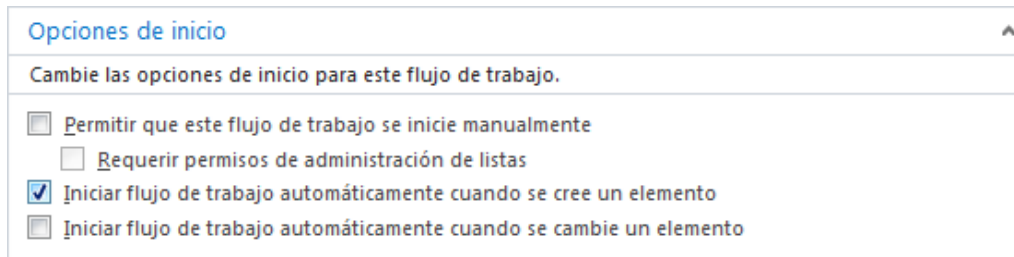 Opciones de inicio
Cambie las opciones de inicio para este flujo de trabajo.
Permitir que este flujo de trabajo se inicie manualmente
Requerir permisos de administración de listas
Iniciar flujo de trabajo automáticamente cuando se cree un elemento
Iniciar flujo de trabajo automáticamente cuando se cambie un elemento